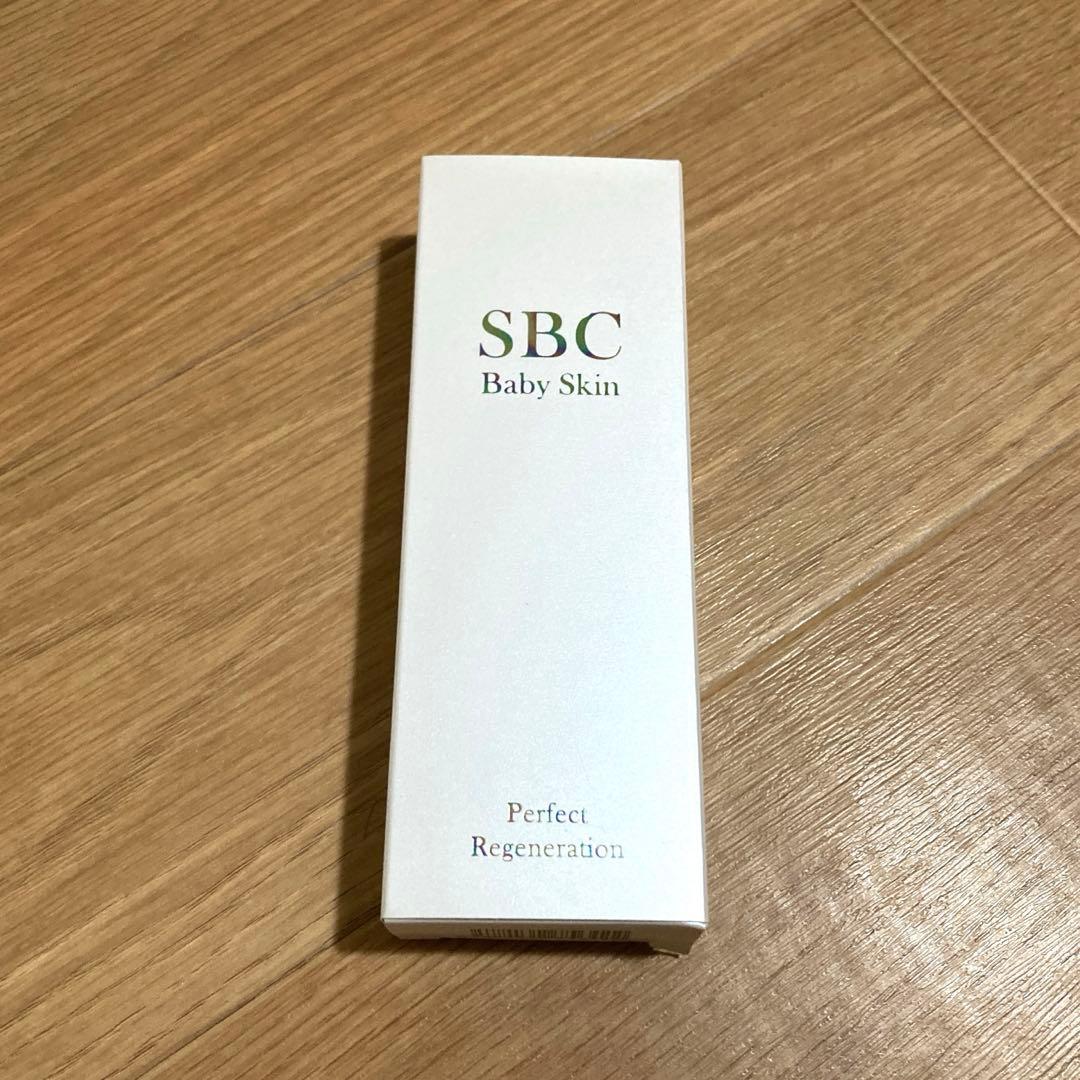 SBC
Baby Skin
Perfect
Regeneration